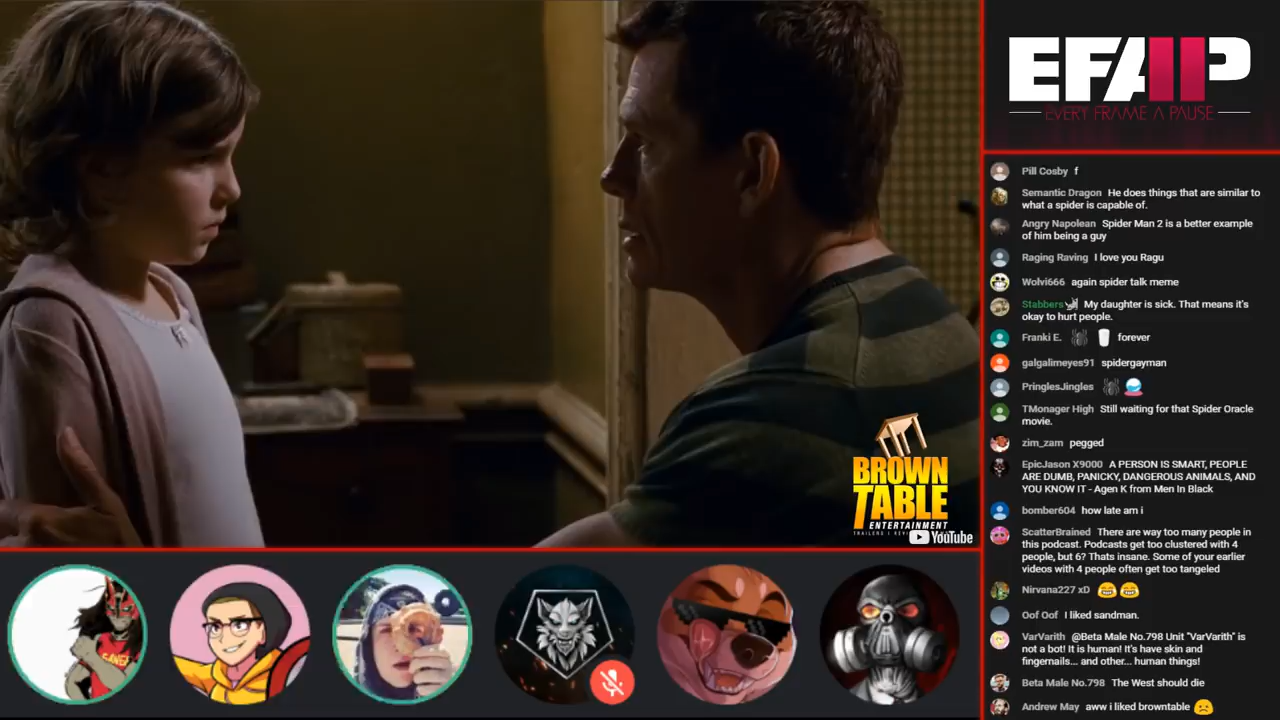 EFAP
EVERY FRAME A PAUSE
Pill Cosby f
Semantic Dragon He does things that are similar to
what a spider is capable of.
Angry Napolean Spider Man 2 is a better example
of him being a guy
Raging Raving I love you Ragu
Wolvi666 again spider talk meme
Stabbers My daughter is sick. That means it's
okay to hurt people.
Franki E. forever
galgalimeyes91 spidergayman
PringlesJingles
TMonager High Still waiting for that Spider Oracle
movie.
zim_zam pegged
EpicJason X9000 A PERSON IS SMART, PEOPLE
ARE DUMB, PANICKY, DANGEROUS ANIMALS, AND
YOU KNOW IT - Agen K from Men In Black
bomber604 how late am i
ScatterBrained There are way too many people in
this podcast. Podcasts get too clustered with 4
people, but 6? Thats insane. Some of your earlier
videos with 4 people often get too tangeled
Nirvana227 xD
Oof Oof I liked sandman.
VarVarith @Beta Male No.798 Unit "VarVarith" is
not a bot! It is human! It's have skin and
fingernails... and other... human things!
Beta Male No.798 The West should die
Andrew May aww i liked browntable
BROWN
TABLE
ENTERTAINMENT
YouTube